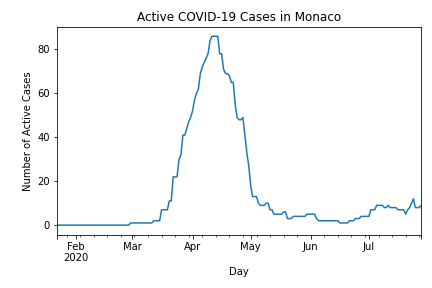 Active COVID-19 Cases in Monaco
Number of Active Cases
80
60
40
20
0
Feb Mar Apr May Jun Jul
2020
Day